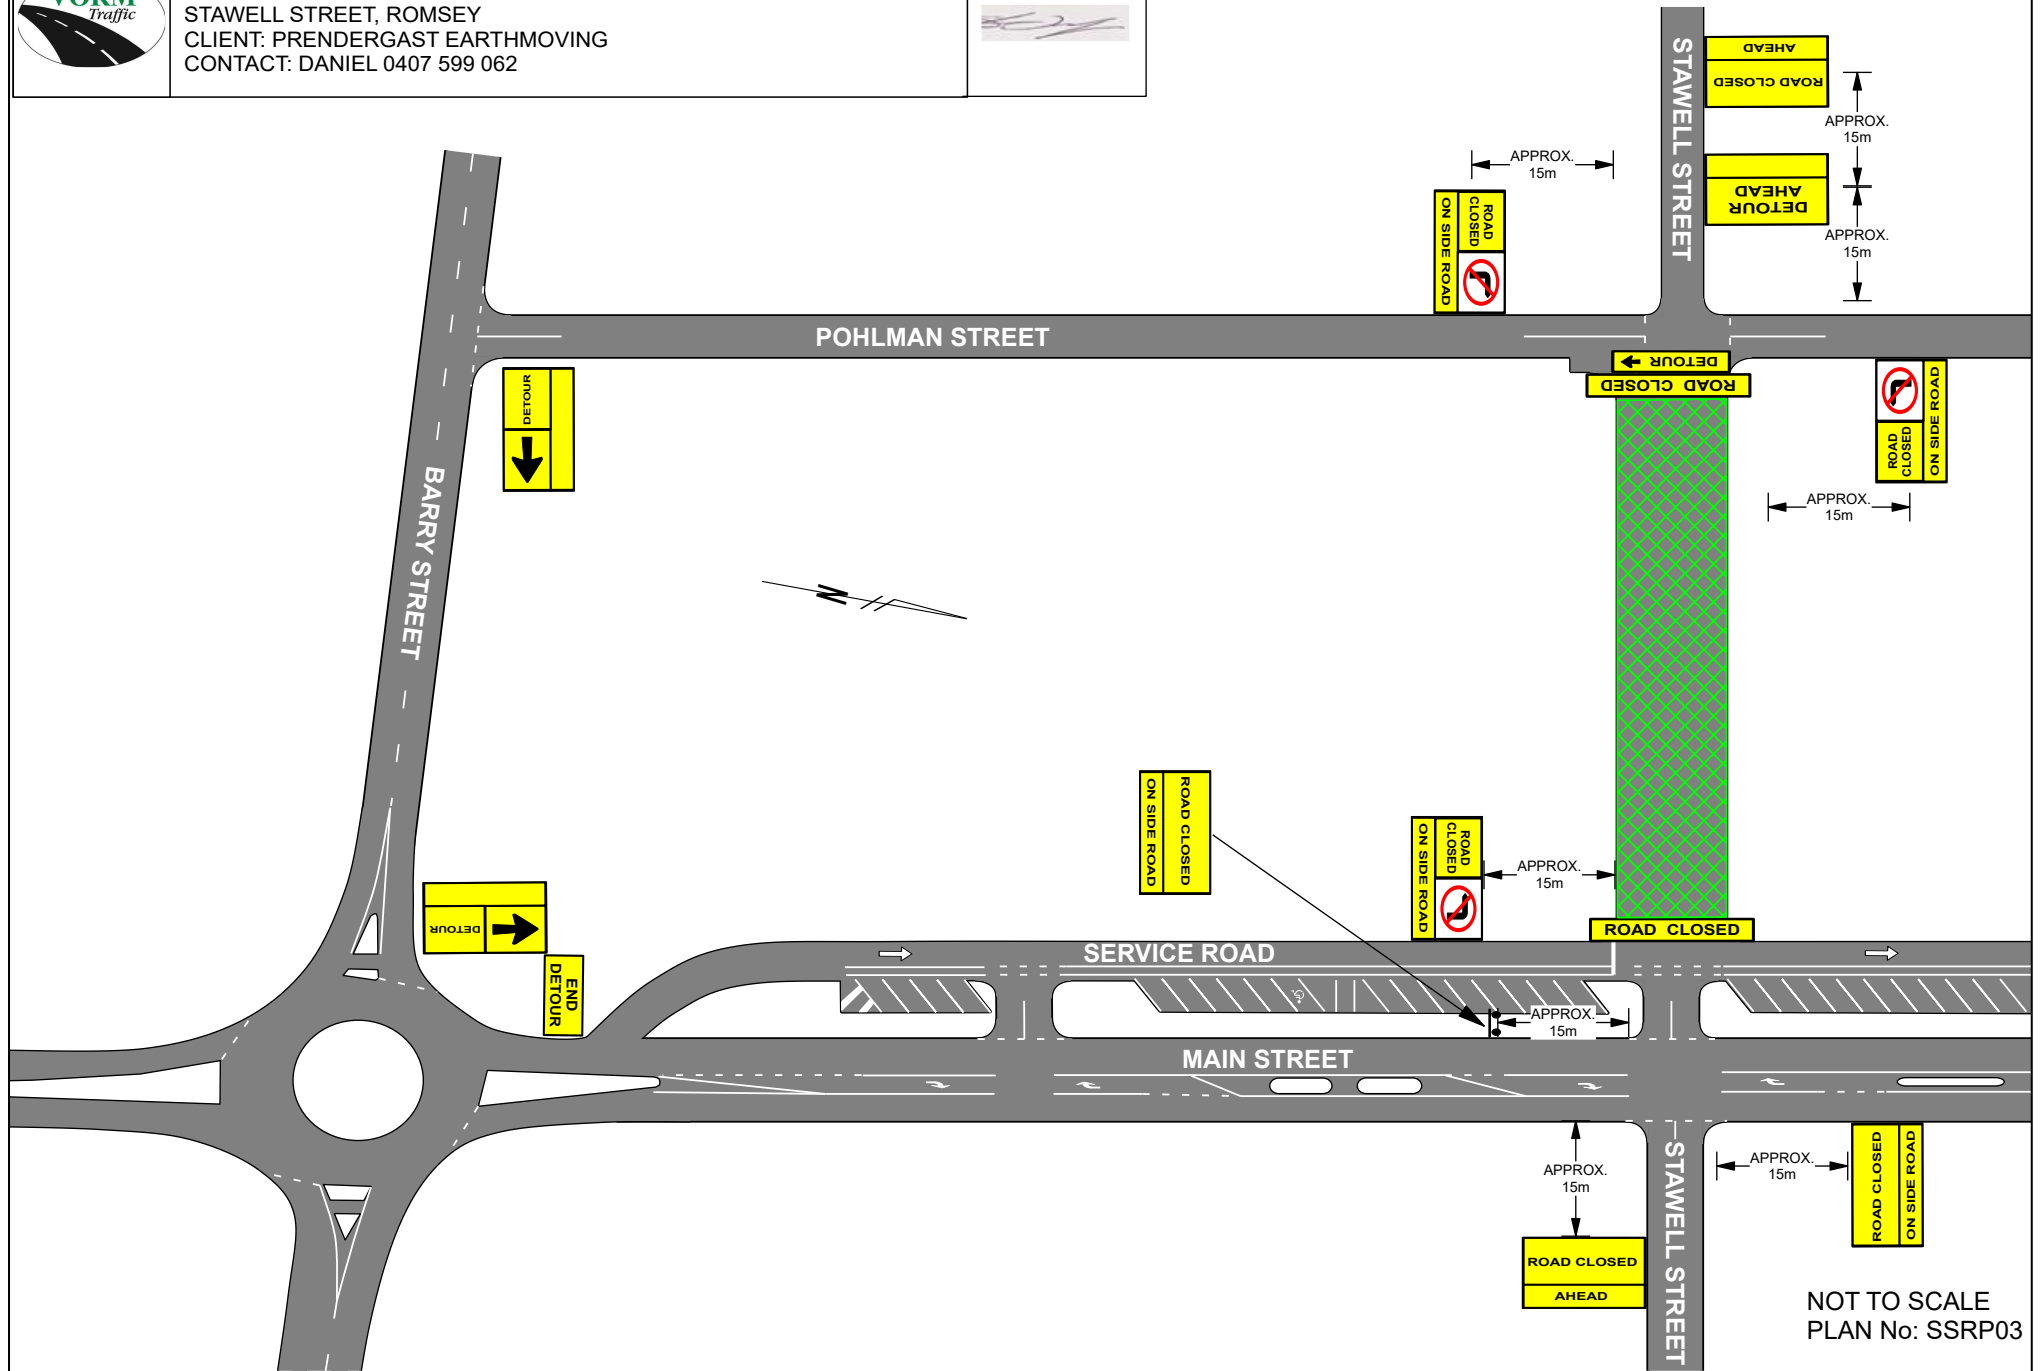 VORM
Traffic
STAWELL STREET, ROMSEY
CLIENT: PRENDERGAST EARTHMOVING
CONTACT: DANIEL 0407 599 062
STAWELL STREET
ROAD CLOSED
AHEAD
APPROX.
15m
DETOUR
AHEAD
APPROX.
15m
APPROX.
15m
ROAD
CLOSED
ON SIDE ROAD
POHLMAN STREET
DETOUR
ROAD CLOSED
ROAD
CLOSED
ON SIDE ROAD
APPROX.
15m
DETOUR
BARRY STREET
N
ROAD CLOSED
ON SIDE ROAD
ROAD
CLOSED
ON SIDE ROAD
APPROX.
15m
ROAD CLOSED
DETOUR
END
DETOUR
SERVICE ROAD
APPROX.
15m
MAIN STREET
APPROX.
15m
ROAD CLOSED
AHEAD
STAWELL STREET
APPROX.
15m
ROAD CLOSED
ON SIDE ROAD
NOT TO SCALE
PLAN No: SSRP03